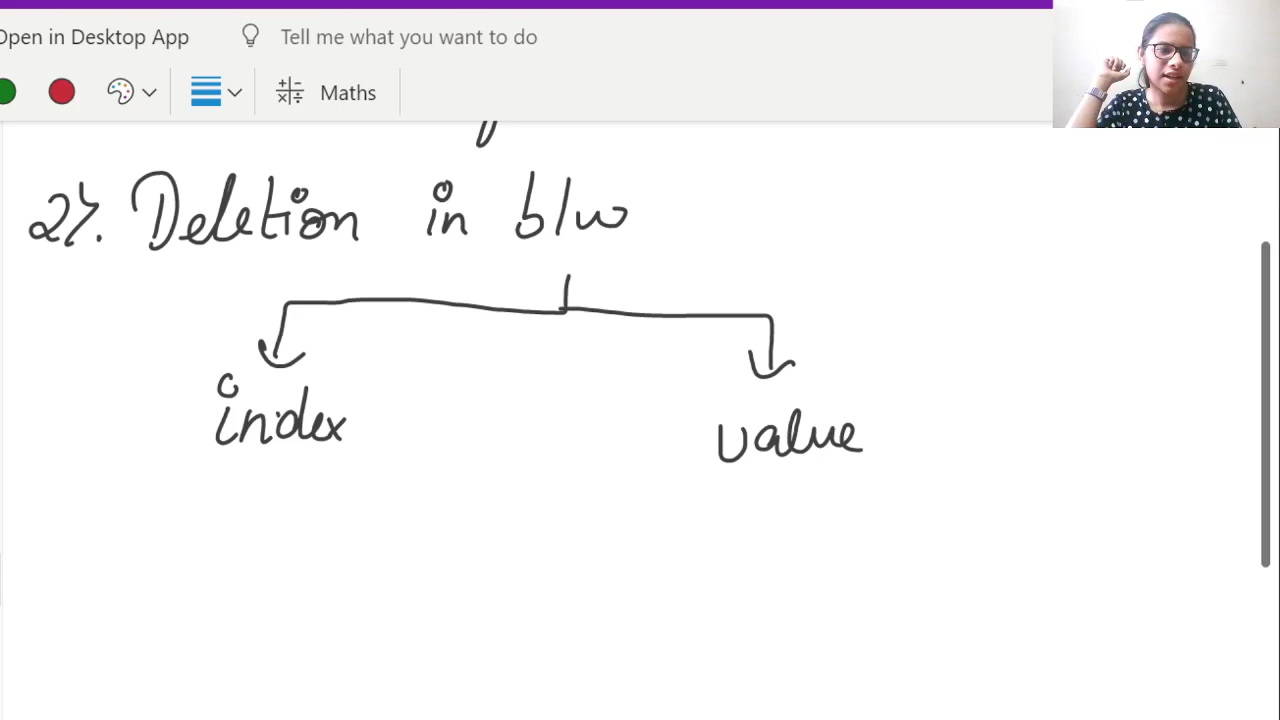 Open in Desktop App
Tell me what you want to do
Maths
2). Deletion in b/w
index
value